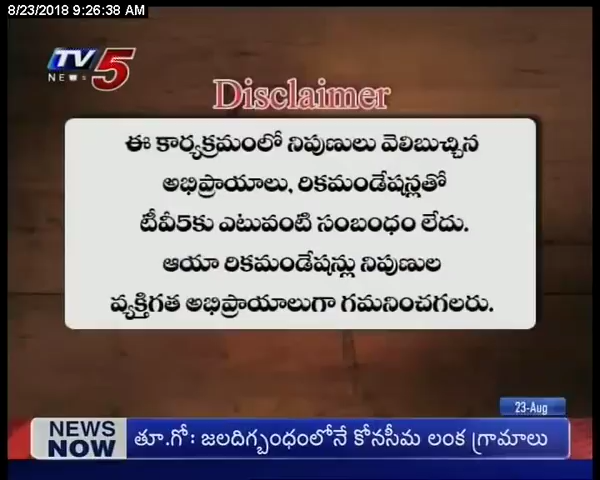 8/23/2018 9:26:38 AM
TV5
NEWS
Disclaimer
ఈ కార్యక్రమంలో నిపుణులు వెలిబుచ్చిన
అభిప్రాయాలు, రికమండేషన్లతో
టీవీ5కు ఎటువంటి సంబంధం లేదు.
ఆయా రికమండేషన్లు నిపుణుల
వ్యక్తిగత అభిప్రాయాలుగా గమనించగలరు.
23-Aug
NEWS
NOW
తూ.గో: జలదిగ్బంధంలోనే కోనసీమ లంక గ్రామాలు